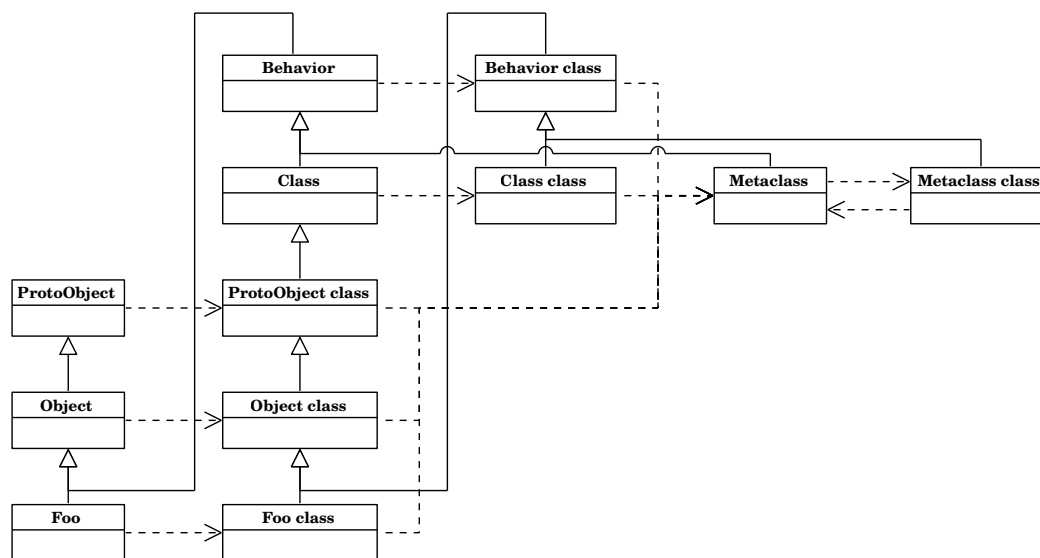 Behavior
Behavior class
Class
Class class
Metaclass
Metaclass class
ProtoObject
ProtoObject class
Object
Object class
Foo
Foo class